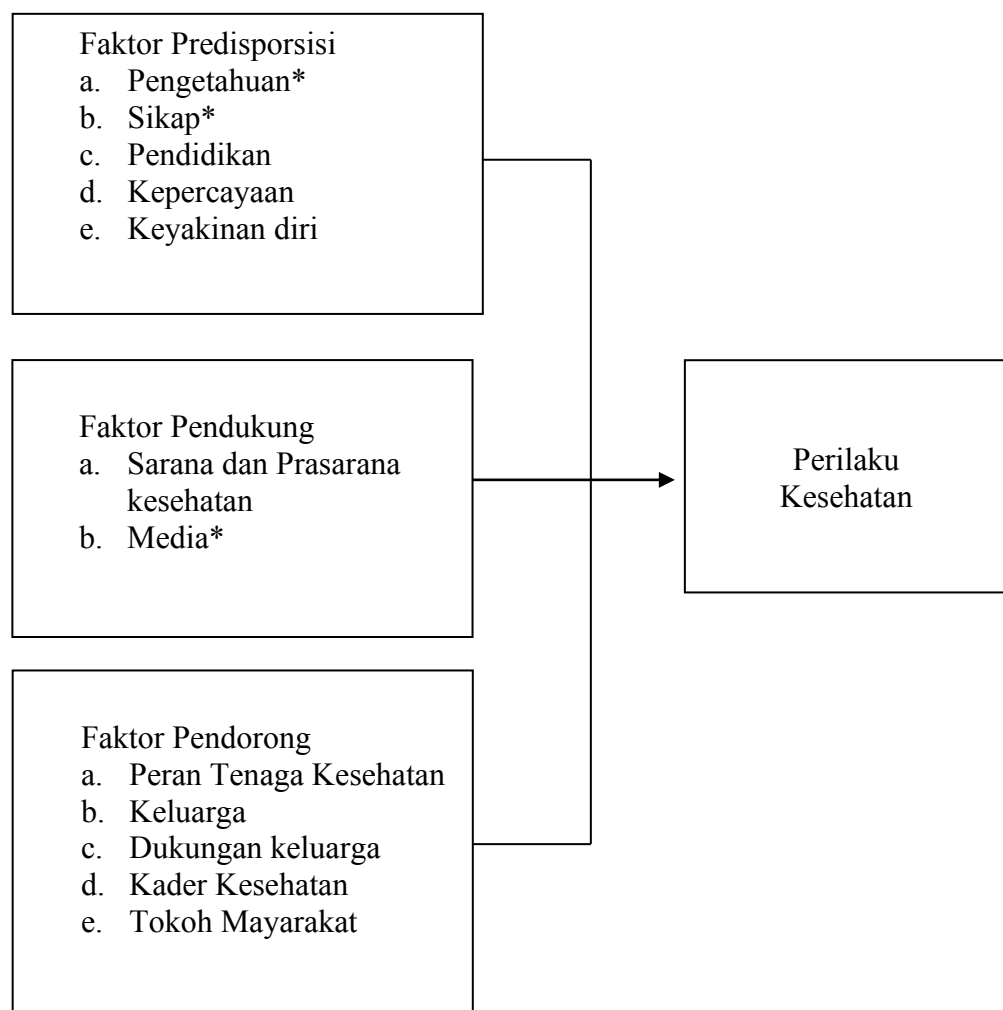 Faktor Predisporsisi
a. Pengetahuan*
b. Sikap*
c. Pendidikan
d. Kepercayaan
e. Keyakinan diri
Faktor Pendukung
a. Sarana dan Prasarana
kesehatan
b. Media*
Perilaku
Kesehatan
Faktor Pendorong
a. Peran Tenaga Kesehatan
b. Keluarga
c. Dukungan keluarga
d. Kader Kesehatan
e. Tokoh Mayarakat